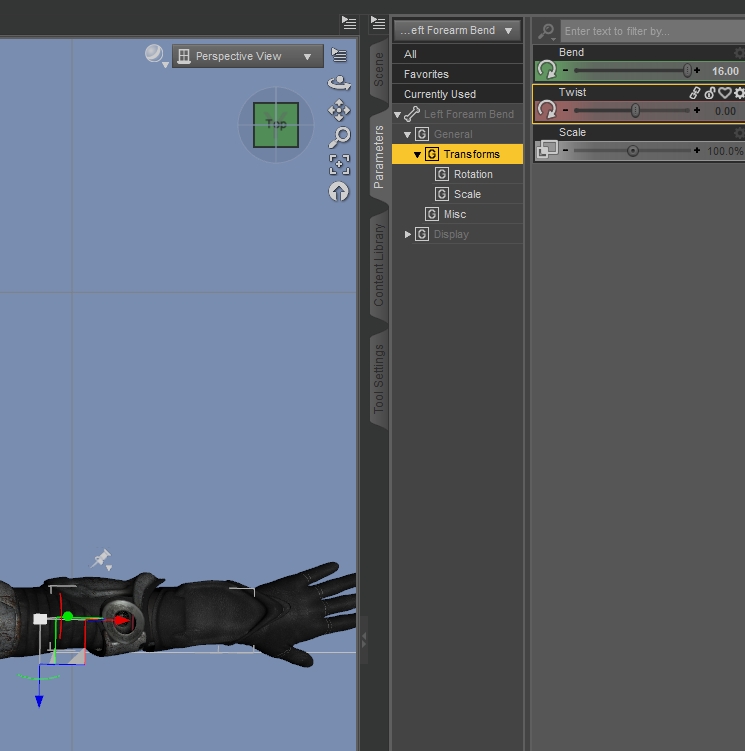 Perspective View
Top
Scene
Parameters
Content Library
Tool Settings
...eft Forearm Bend
All
Favorites
Currently Used
Left Forearm Bend
G General
G Transforms
G Rotation
G Scale
G Misc
G Display
Enter text to filter by...
Bend
- + 16.00
Twist
- + 0.00
Scale
- + 100.0%